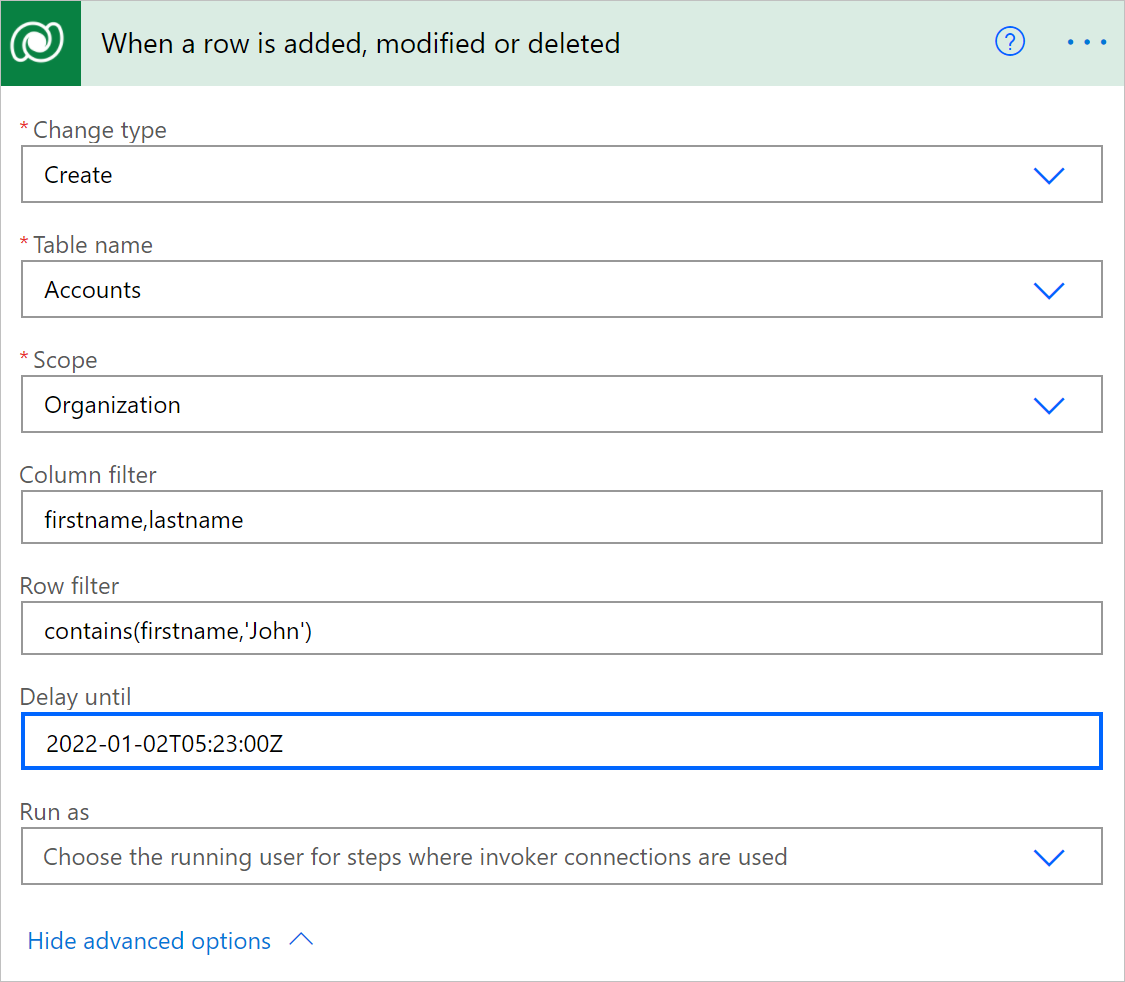 When a row is added, modified or deleted
* Change type
Create
* Table name
Accounts
* Scope
Organization
Column filter
firstname,lastname
Row filter
contains(firstname,'John')
Delay until
2022-01-02T05:23:00Z
Run as
Choose the running user for steps where invoker connections are used
Hide advanced options